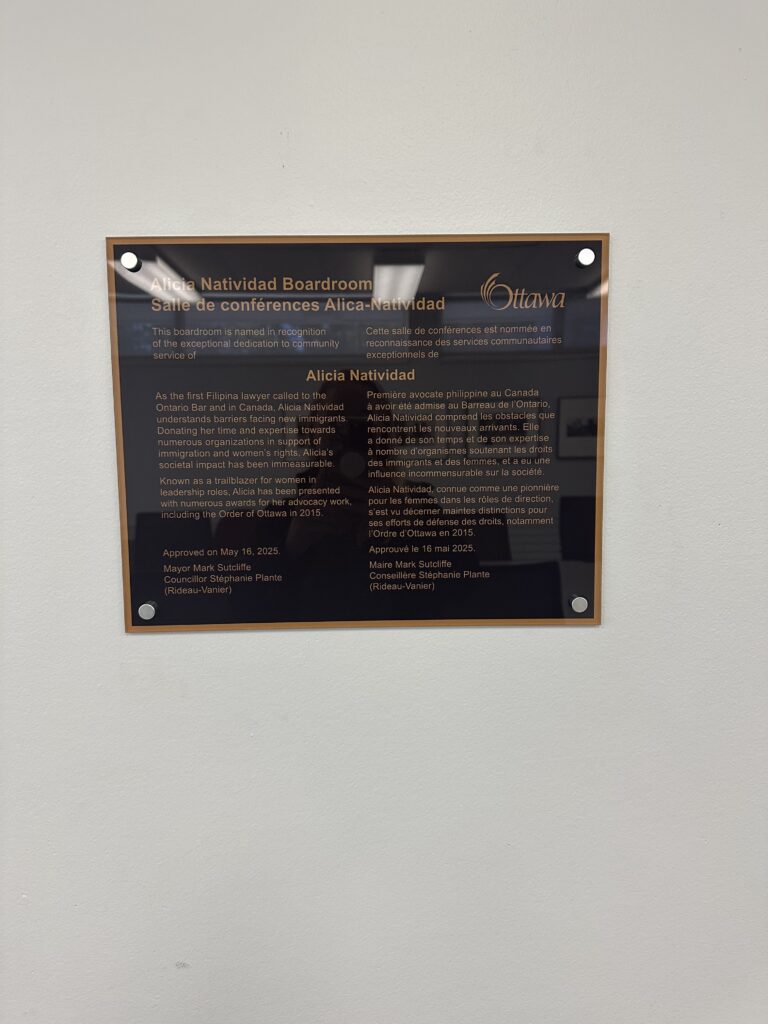 Alicia Natividad Boardroom
Salle de conférences Alica-Natividad
Ottawa
This boardroom is named in recognition
of the exceptional dedication to community
service of
Cette salle de conférences est nommée en
reconnaissance des services communautaires
exceptionnels de
Alicia Natividad
As the first Filipina lawyer called to the
Ontario Bar and in Canada, Alicia Natividad
understands barriers facing new immigrants.
Donating her time and expertise towards
numerous organizations in support of
immigration and women's rights, Alicia's
societal impact has been immeasurable.
Known as a trailblazer for women in
leadership roles, Alicia has been presented
with numerous awards for her advocacy work,
including the Order of Ottawa in 2015.
Approved on May 16, 2025.
Mayor Mark Sutcliffe
Councillor Stéphanie Plante
(Rideau-Vanier)
Première avocate philippine au Canada
à avoir été admise au Barreau de l'Ontario,
Alicia Natividad comprend les obstacles que
rencontrent les nouveaux arrivants. Elle
a donné de son temps et de son expertise
à nombre d'organismes soutenant les droits
des immigrants et des femmes, et a eu une
influence incommensurable sur la société.
Alicia Natividad, connue comme une pionnière
pour les femmes dans les rôles de direction,
s'est vu décerner maintes distinctions pour
ses efforts de défense des droits, notamment
l'Ordre d'Ottawa en 2015.
Approuvé le 16 mai 2025.
Maire Mark Sutcliffe
Conseillère Stéphanie Plante
(Rideau-Vanier)